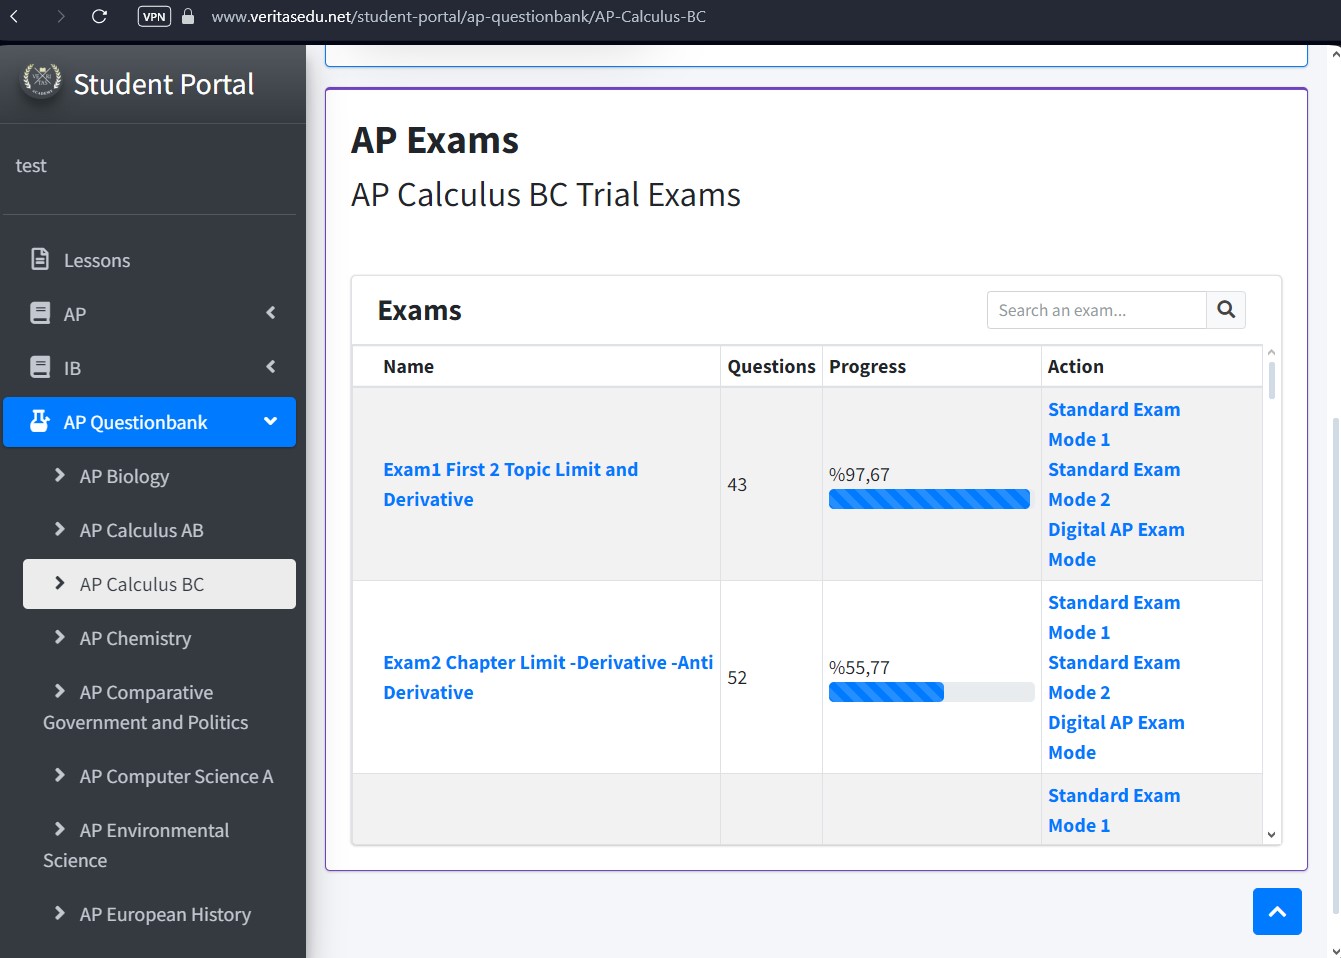 VPN
www.veritasedu.net/student-portal/ap-questionbank/AP-Calculus-BC
Student Portal
test
Lessons
AP
IB
AP Questionbank
AP Biology
AP Calculus AB
AP Calculus BC
AP Chemistry
AP Comparative
Government and Politics
AP Computer Science A
AP Environmental
Science
AP European History
AP Exams
AP Calculus BC Trial Exams
Exams
Search an exam...
Name Questions Progress Action
Exam1 First 2 Topic Limit and
Derivative
43
%97,67
Standard Exam
Mode 1
Standard Exam
Mode 2
Digital AP Exam
Mode
Exam2 Chapter Limit -Derivative -Anti
Derivative
52
%55,77
Standard Exam
Mode 1
Standard Exam
Mode 2
Digital AP Exam
Mode
Standard Exam
Mode 1